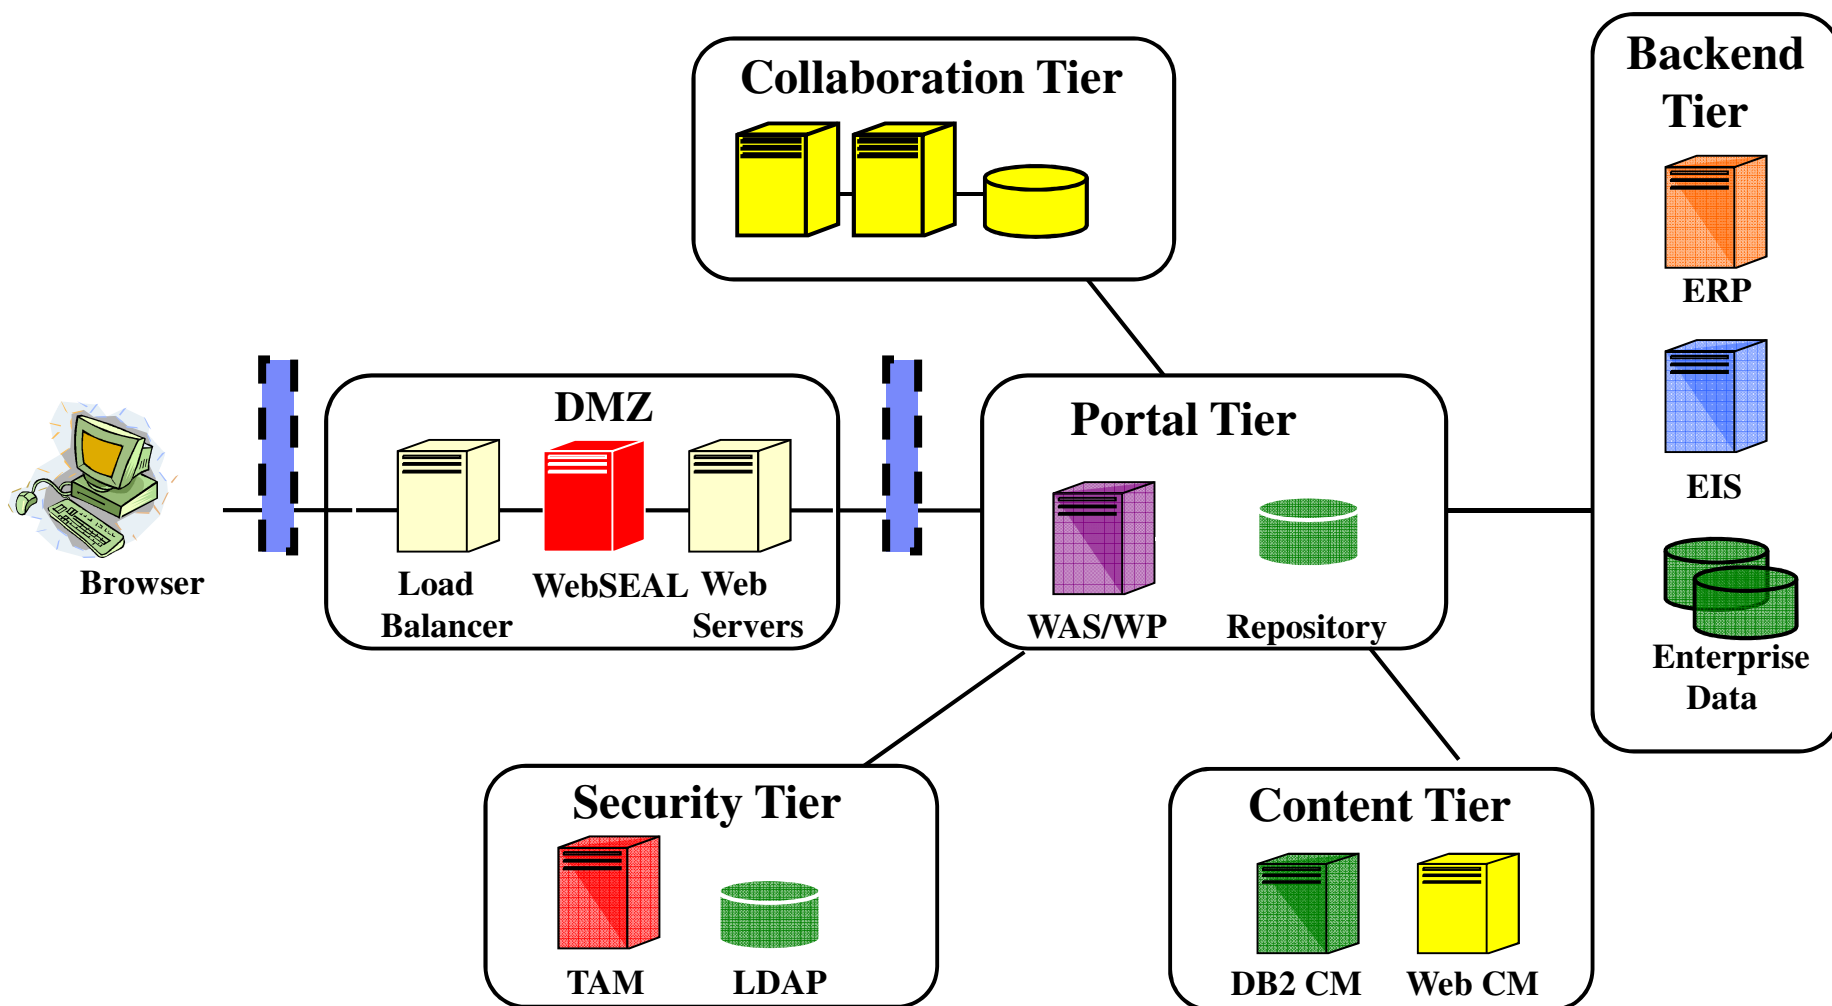 Collaboration Tier
Backend
Tier
ERP
EIS
Enterprise
Data
Browser
DMZ
Load
Balancer
WebSEAL
Web
Servers
Portal Tier
WAS/WP
Repository
Security Tier
TAM
LDAP
Content Tier
DB2 CM
Web CM